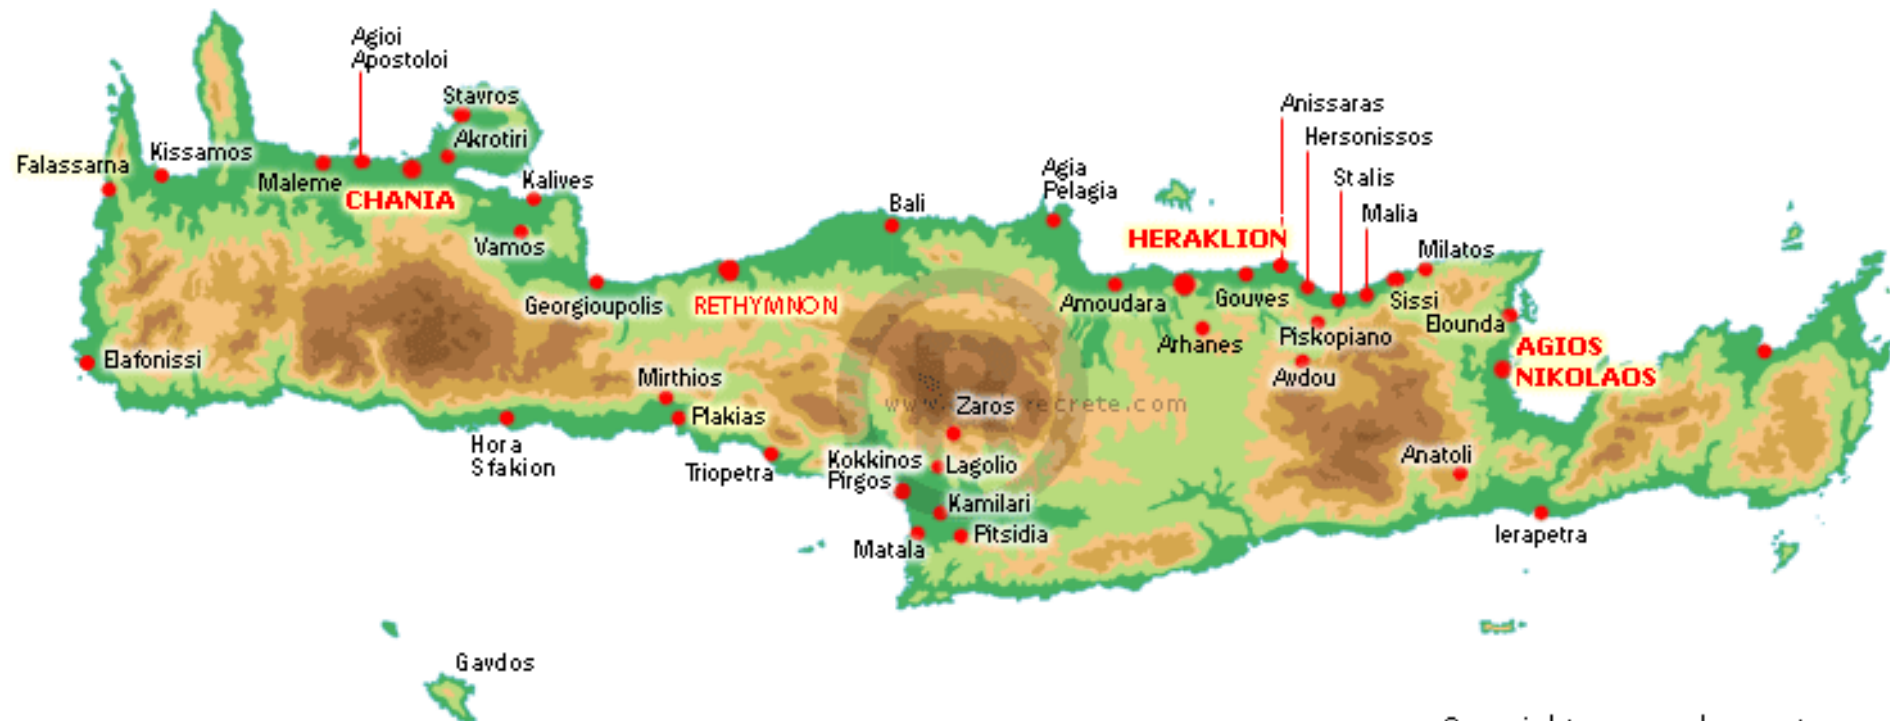 Agioi
Apostoloi
Stavros
Akrotiri
Anissaras
Hersonissos
Kissamos
Falassarna
Maleme
CHANIA
Kalives
Agia
Pelagia
Stalis
Malia
Bali
Vamos
HERAKLION
Milatos
Georgioupolis
RETHYMNON
Amoudara
Gouves
Sissi
Elounda
Arhanes
Piskopiano
AGIOS
NIKOLAOS
Elafonissi
Mirthios
Avdou
Plakias
Zaros
Hora
Sfakion
Triopetra
Kokkinos
Pirgos
Lagolio
Anatoli
Kamilari
Pitsidia
Matala
Ierapetra
Gavdos